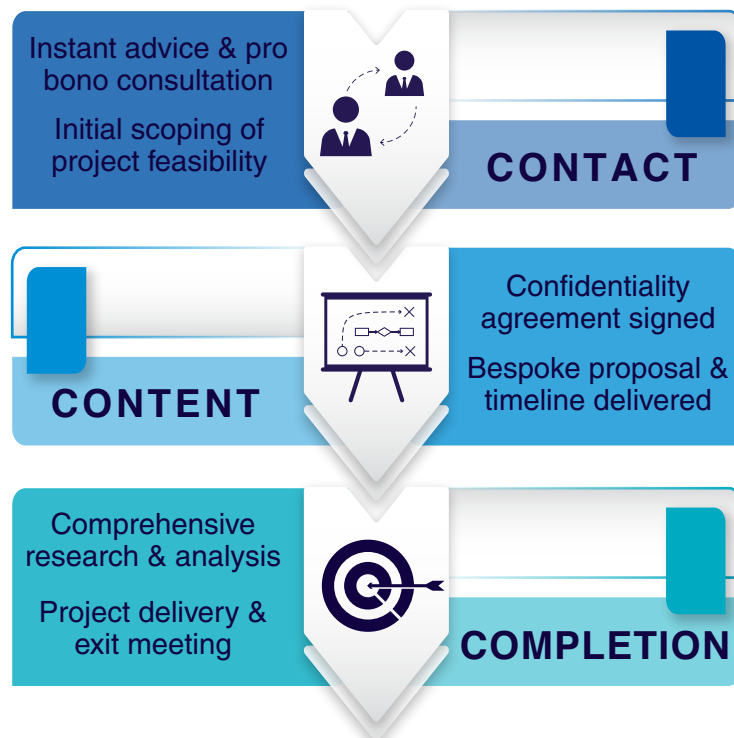 Instant advice & pro
bono consultation
Initial scoping of
project feasibility
CONTACT
CONTENT
Confidentiality
agreement signed
Bespoke proposal &
timeline delivered
Comprehensive
research & analysis
Project delivery &
exit meeting
COMPLETION